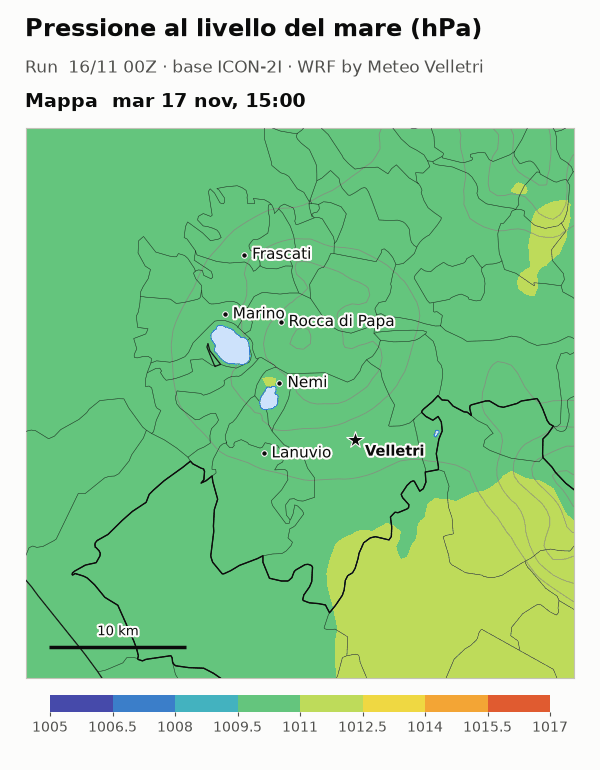 Pressione al livello del mare (hPa)
Run  16/11 00Z · base ICON-2I · WRF by Meteo Velletri
Mappa  mar 17 nov, 15:00
Frascati
Marino
Rocca di Papa
Nemi
Velletri
Lanuvio
10 km
1005 1006.5 1008 1009.5 1011 1012.5 1014 1015.5 1017